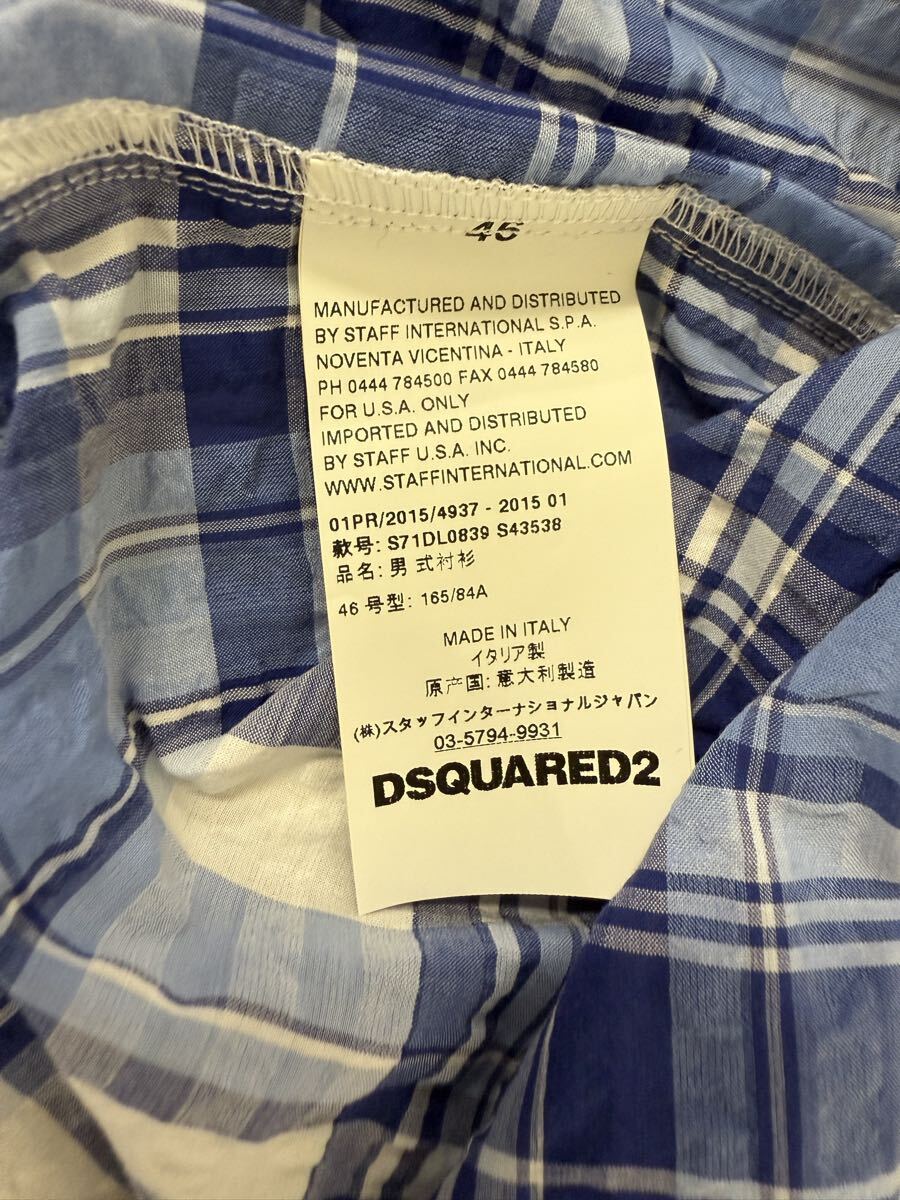 46
MANUFACTURED AND DISTRIBUTED
BY STAFF INTERNATIONAL S.P.A.
NOVENTA VICENTINA - ITALY
PH 0444 784500 FAX 0444 784580
FOR U.S.A. ONLY
IMPORTED AND DISTRIBUTED
BY STAFF U.S.A. INC.
WWW.STAFFINTERNATIONAL.COM
01PR/2015/4937 - 2015 01
款号: S71DL0839 S43538
品名: 男式衬衫
46 号型: 165/84A
MADE IN ITALY
イタリア製
原产国: 意大利製造
(株)スタッフインターナショナルジャパン
03-5794-9931
DSQUARED2